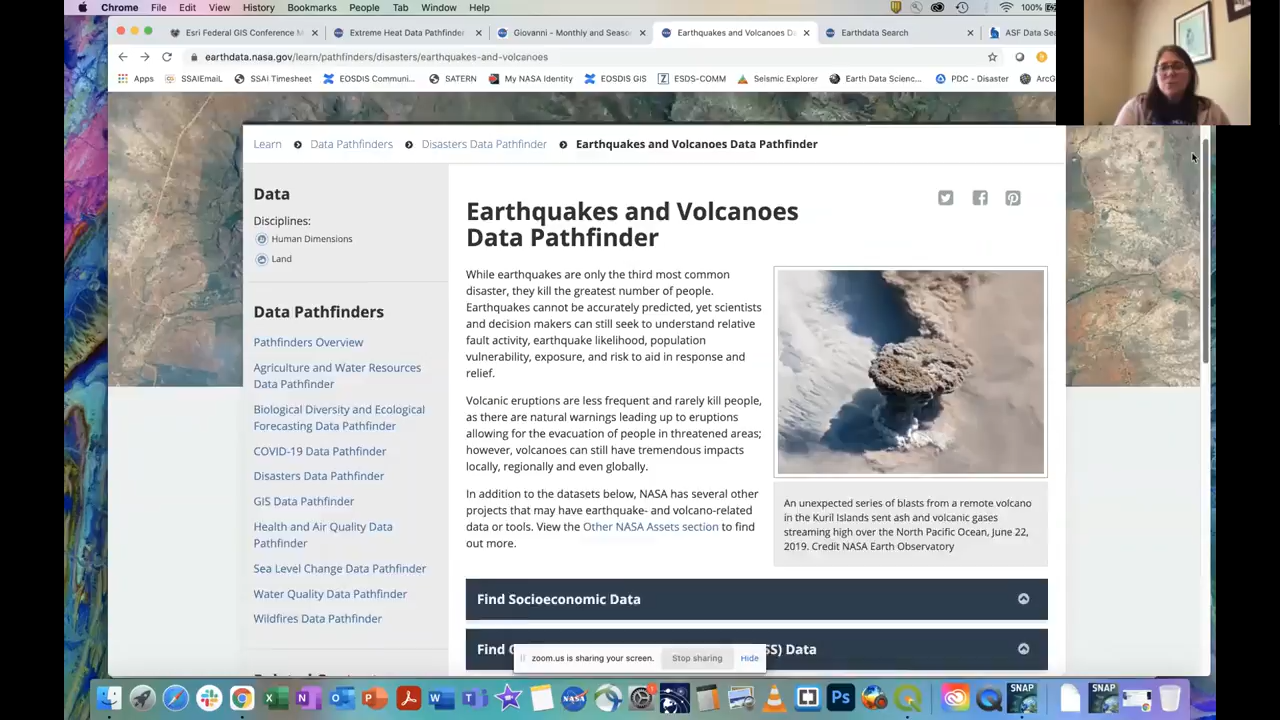 Chrome File Edit View History Bookmarks People Tab Window Help 100%
Esri Federal GIS Conference M
Extreme Heat Data Pathfinder
Giovanni - Monthly and Seaso
Earthquakes and Volcanoes D
Earthdata Search
ASF Data Se
earthdata.nasa.gov/learn/pathfinders/disasters/earthquakes-and-volcanoes
Apps SSAIEmaiL SSAI Timesheet EOSDIS Communi... SATERN My NASA Identity EOSDIS GIS ESDS-COMM Seismic Explorer Earth Data Scienc... PDC - Disaster ArcG
Learn Data Pathfinders Disasters Data Pathfinder Earthquakes and Volcanoes Data Pathfinder
Data
Disciplines:
Human Dimensions
Land
Data Pathfinders
Pathfinders Overview
Agriculture and Water Resources
Data Pathfinder
Biological Diversity and Ecological
Forecasting Data Pathfinder
COVID-19 Data Pathfinder
Disasters Data Pathfinder
GIS Data Pathfinder
Health and Air Quality Data
Pathfinder
Sea Level Change Data Pathfinder
Water Quality Data Pathfinder
Wildfires Data Pathfinder
Earthquakes and Volcanoes
Data Pathfinder
While earthquakes are only the third most common
disaster, they kill the greatest number of people.
Earthquakes cannot be accurately predicted, yet scientists
and decision makers can still seek to understand relative
fault activity, earthquake likelihood, population
vulnerability, exposure, and risk to aid in response and
relief.
Volcanic eruptions are less frequent and rarely kill people,
as there are natural warnings leading up to eruptions
allowing for the evacuation of people in threatened areas;
however, volcanoes can still have tremendous impacts
locally, regionally and even globally.
In addition to the datasets below, NASA has several other
projects that may have earthquake- and volcano-related
data or tools. View the Other NASA Assets section to find
out more.
An unexpected series of blasts from a remote volcano
in the Kuril Islands sent ash and volcanic gases
streaming high over the North Pacific Ocean, June 22,
2019. Credit NASA Earth Observatory
Find Socioeconomic Data
Find SS) Data
zoom.us is sharing your screen. Stop sharing Hide
SNAP
SNAP